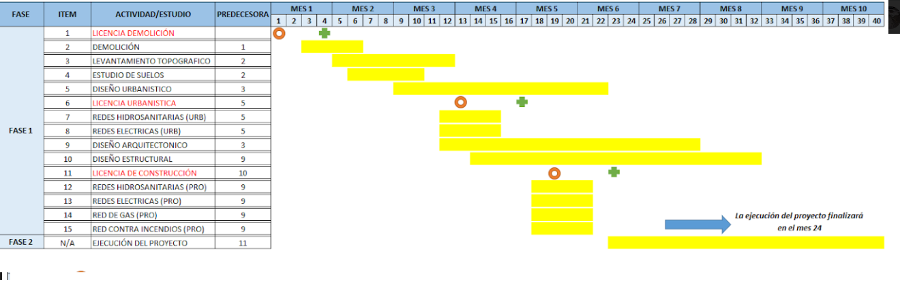 FASE ITEM ACTIVIDAD/ESTUDIO PREDECESORA MES 1 MES 2 MES 3 MES 4 MES 5 MES 6 MES 7 MES 8 MES 9 MES 10
1 2 3 4 5 6 7 8 9 10 11 12 13 14 15 16 17 18 19 20 21 22 23 24 25 26 27 28 29 30 31 32 33 34 35 36 37 38 39 40
1 LICENCIA DEMOLICIÓN
2 DEMOLICIÓN 1
3 LEVANTAMIENTO TOPOGRAFICO 2
4 ESTUDIO DE SUELOS 2
5 DISEÑO URBANISTICO 3
6 LICENCIA URBANISTICA 5
7 REDES HIDROSANITARIAS (URB) 5
FASE 1
8 REDES ELECTRICAS (URB) 5
9 DISEÑO ARQUITECTONICO 3
10 DISEÑO ESTRUCTURAL 9
11 LICENCIA DE CONSTRUCCIÓN 10
12 REDES HIDROSANITARIAS (PRO) 9
13 REDES ELECTRICAS (PRO) 9
14 RED DE GAS (PRO) 9
15 RED CONTRA INCENDIOS (PRO) 9
La ejecución del proyecto finalizará
en el mes 24
FASE 2 N/A EJECUCIÓN DEL PROYECTO 11